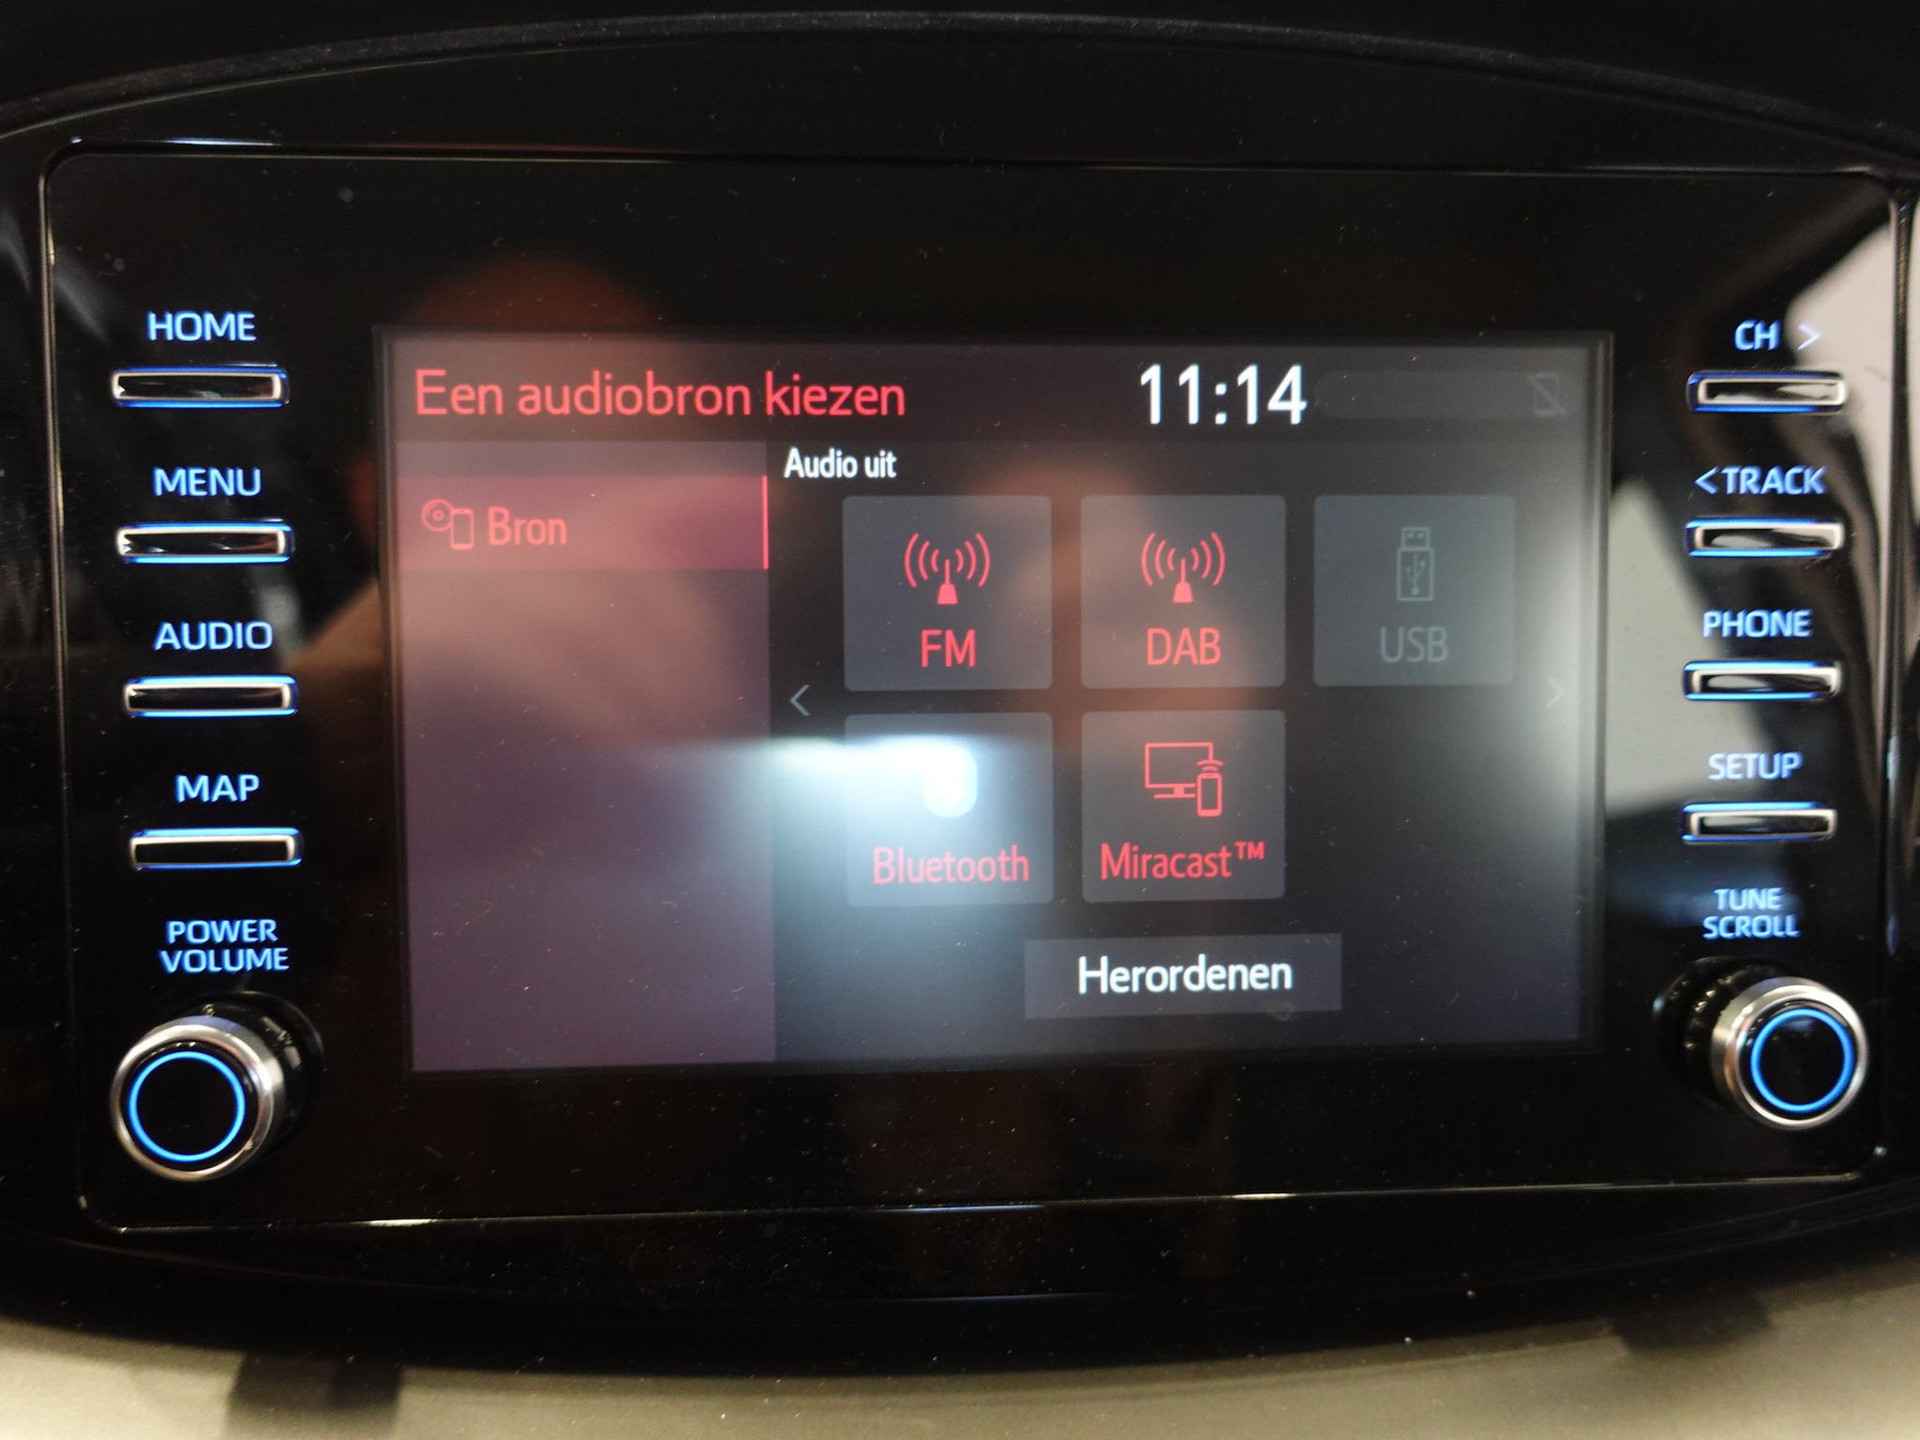 HOME
MENU
AUDIO
MAP
POWER
VOLUME
Een audiobron kiezen
11:14
Bron
Audio uit
FM
DAB
USB
Bluetooth
Miracast™
Herordenen
CH >
<TRACK
PHONE
SETUP
TUNE
SCROLL